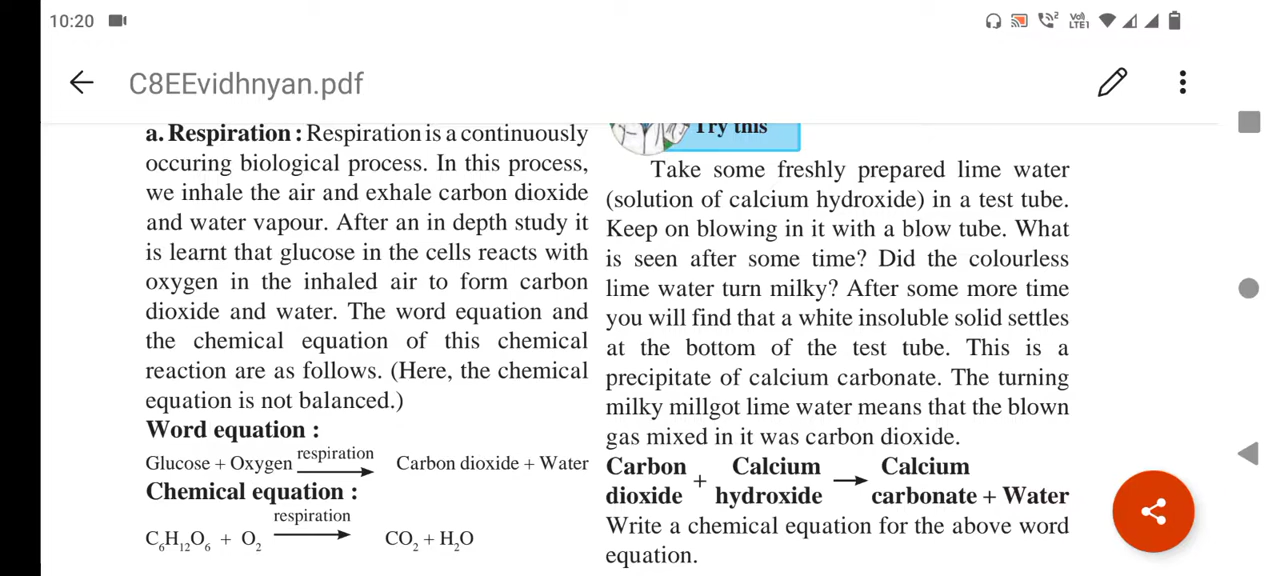 10:20
2
Vo)
LTE1
C8EEvidhnyan.pdf
a. Respiration : Respiration is a continuously
occuring biological process. In this process,
we inhale the air and exhale carbon dioxide
and water vapour. After an in depth study it
is learnt that glucose in the cells reacts with
oxygen in the inhaled air to form carbon
dioxide and water. The word equation and
the chemical equation of this chemical
reaction are as follows. (Here, the chemical
equation is not balanced.)
Word equation :
Glucose + Oxygen respiration → Carbon dioxide + Water
Chemical equation :
respiration
C₆H₁₂O₆ + O₂ → CO₂ + H₂O
Try this
Take some freshly prepared lime water
(solution of calcium hydroxide) in a test tube.
Keep on blowing in it with a blow tube. What
is seen after some time? Did the colourless
lime water turn milky? After some more time
you will find that a white insoluble solid settles
at the bottom of the test tube. This is a
precipitate of calcium carbonate. The turning
milky millgot lime water means that the blown
gas mixed in it was carbon dioxide.
Carbon + Calcium → Calcium
dioxide hydroxide carbonate + Water
Write a chemical equation for the above word
equation.